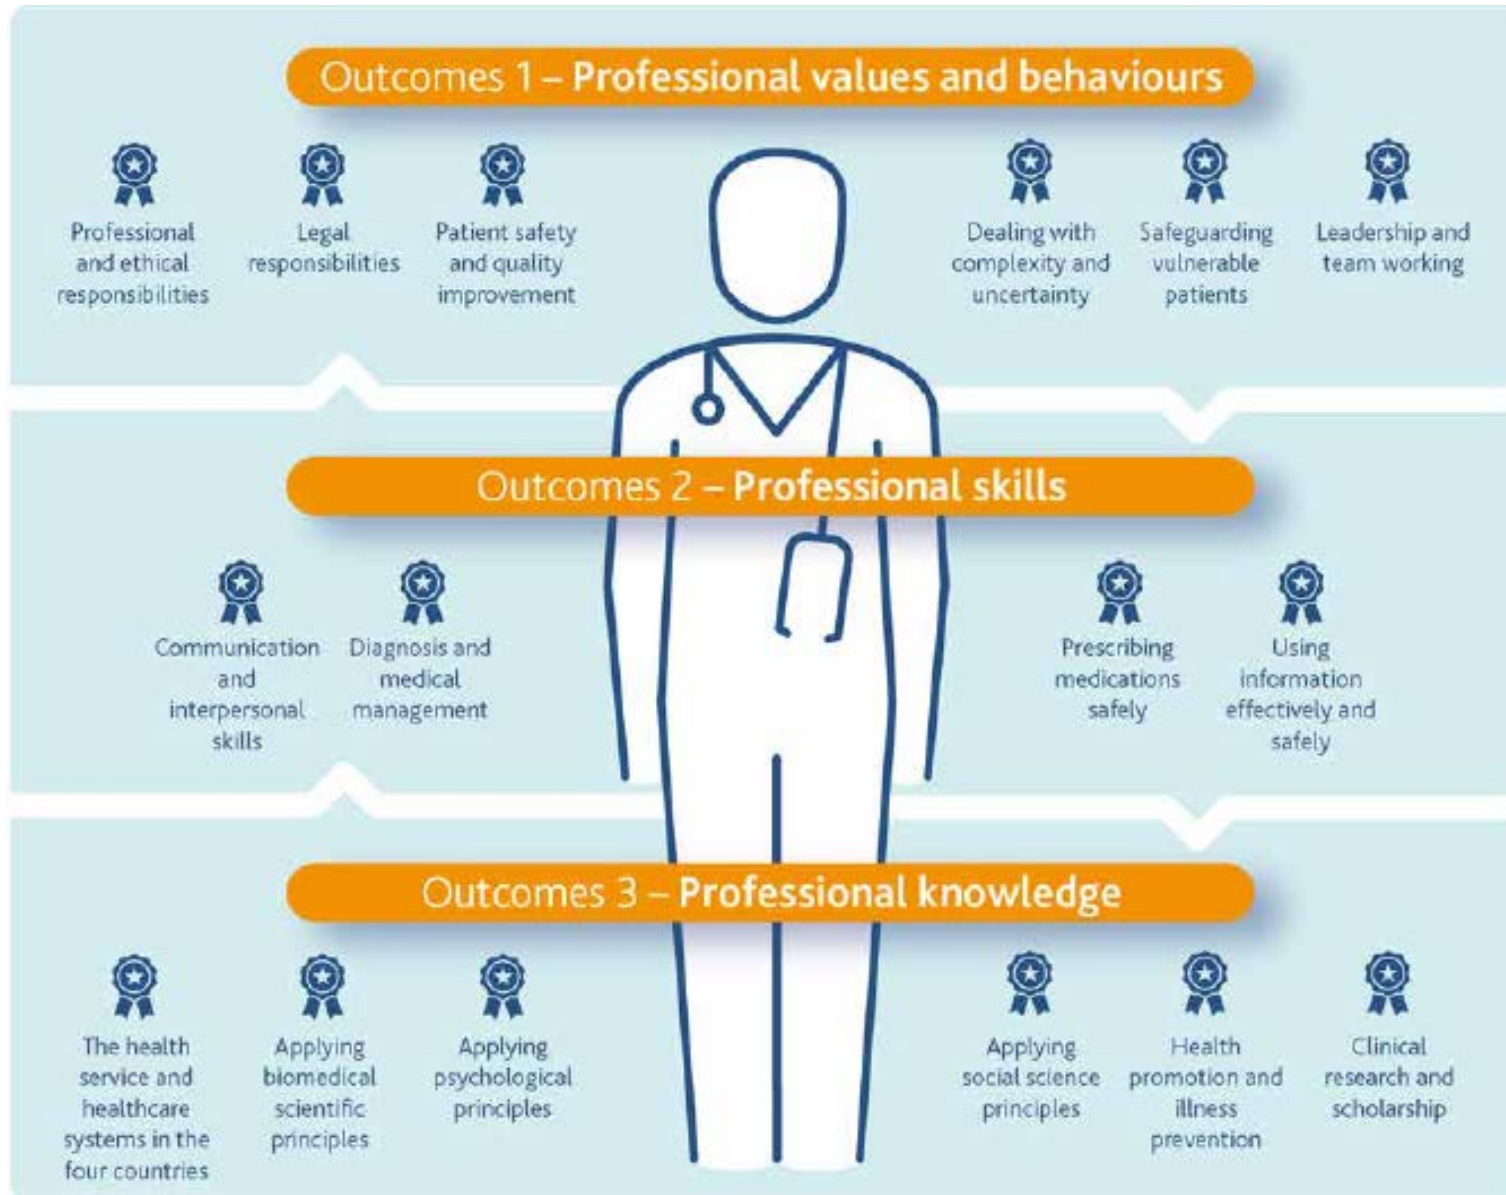 Outcomes 1 – Professional values and behaviours
Professional
and ethical
responsibilities
Legal
responsibilities
Patient safety
and quality
improvement
Dealing with
complexity and
uncertainty
Safeguarding
vulnerable
patients
Leadership and
team working
Outcomes 2 – Professional skills
Communication
and
interpersonal
skills
Diagnosis and
medical
management
Prescribing
medications
safely
Using
information
effectively and
safely
Outcomes 3 – Professional knowledge
The health
service and
healthcare
systems in the
four countries
Applying
biomedical
scientific
principles
Applying
psychological
principles
Applying
social science
principles
Health
promotion and
illness
prevention
Clinical
research and
scholarship